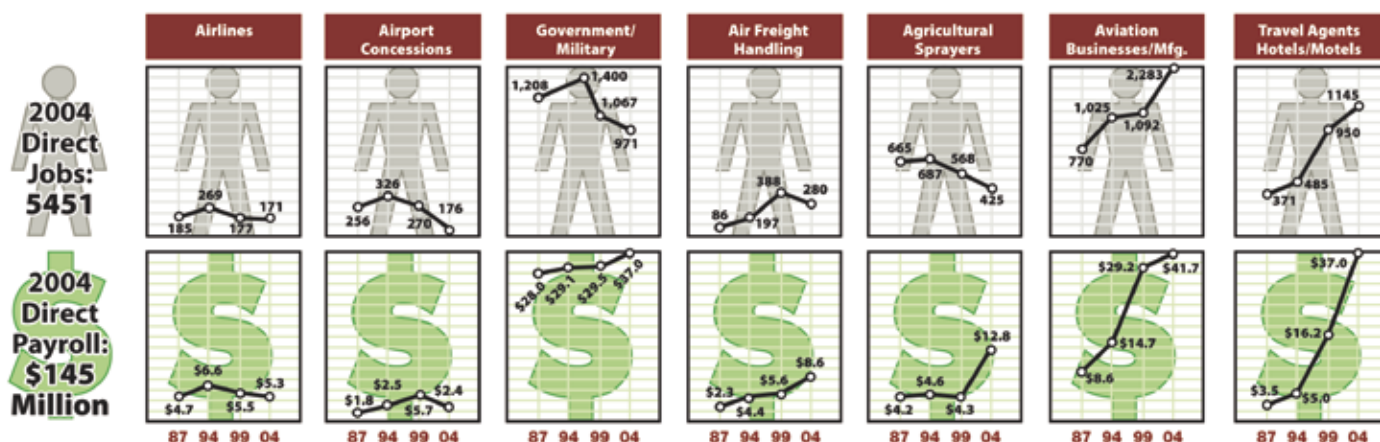 Airlines
Airport
Concessions
Government/
Military
Air Freight
Handling
Agricultural
Sprayers
Aviation
Businesses/Mfg.
Travel Agents
Hotels/Motels
2004
Direct
Jobs:
5451
185
269
177
171
256
326
270
176
1,208
1,400
1,067
971
86
197
388
280
665
687
568
425
770
1,025
1,092
2,283
371
485
950
1145
2004
Direct
Payroll:
$145
Million
$4.7
$6.6
$5.5
$5.3
$1.8
$2.5
$5.7
$2.4
$28.0
$29.1
$29.5
$37.0
$2.3
$4.4
$5.6
$8.6
$4.2
$4.6
$4.3
$12.8
$8.6
$14.7
$29.2
$41.7
$3.5
$5.0
$16.2
$37.0
87 94 99 04
87 94 99 04
87 94 99 04
87 94 99 04
87 94 99 04
87 94 99 04
87 94 99 04